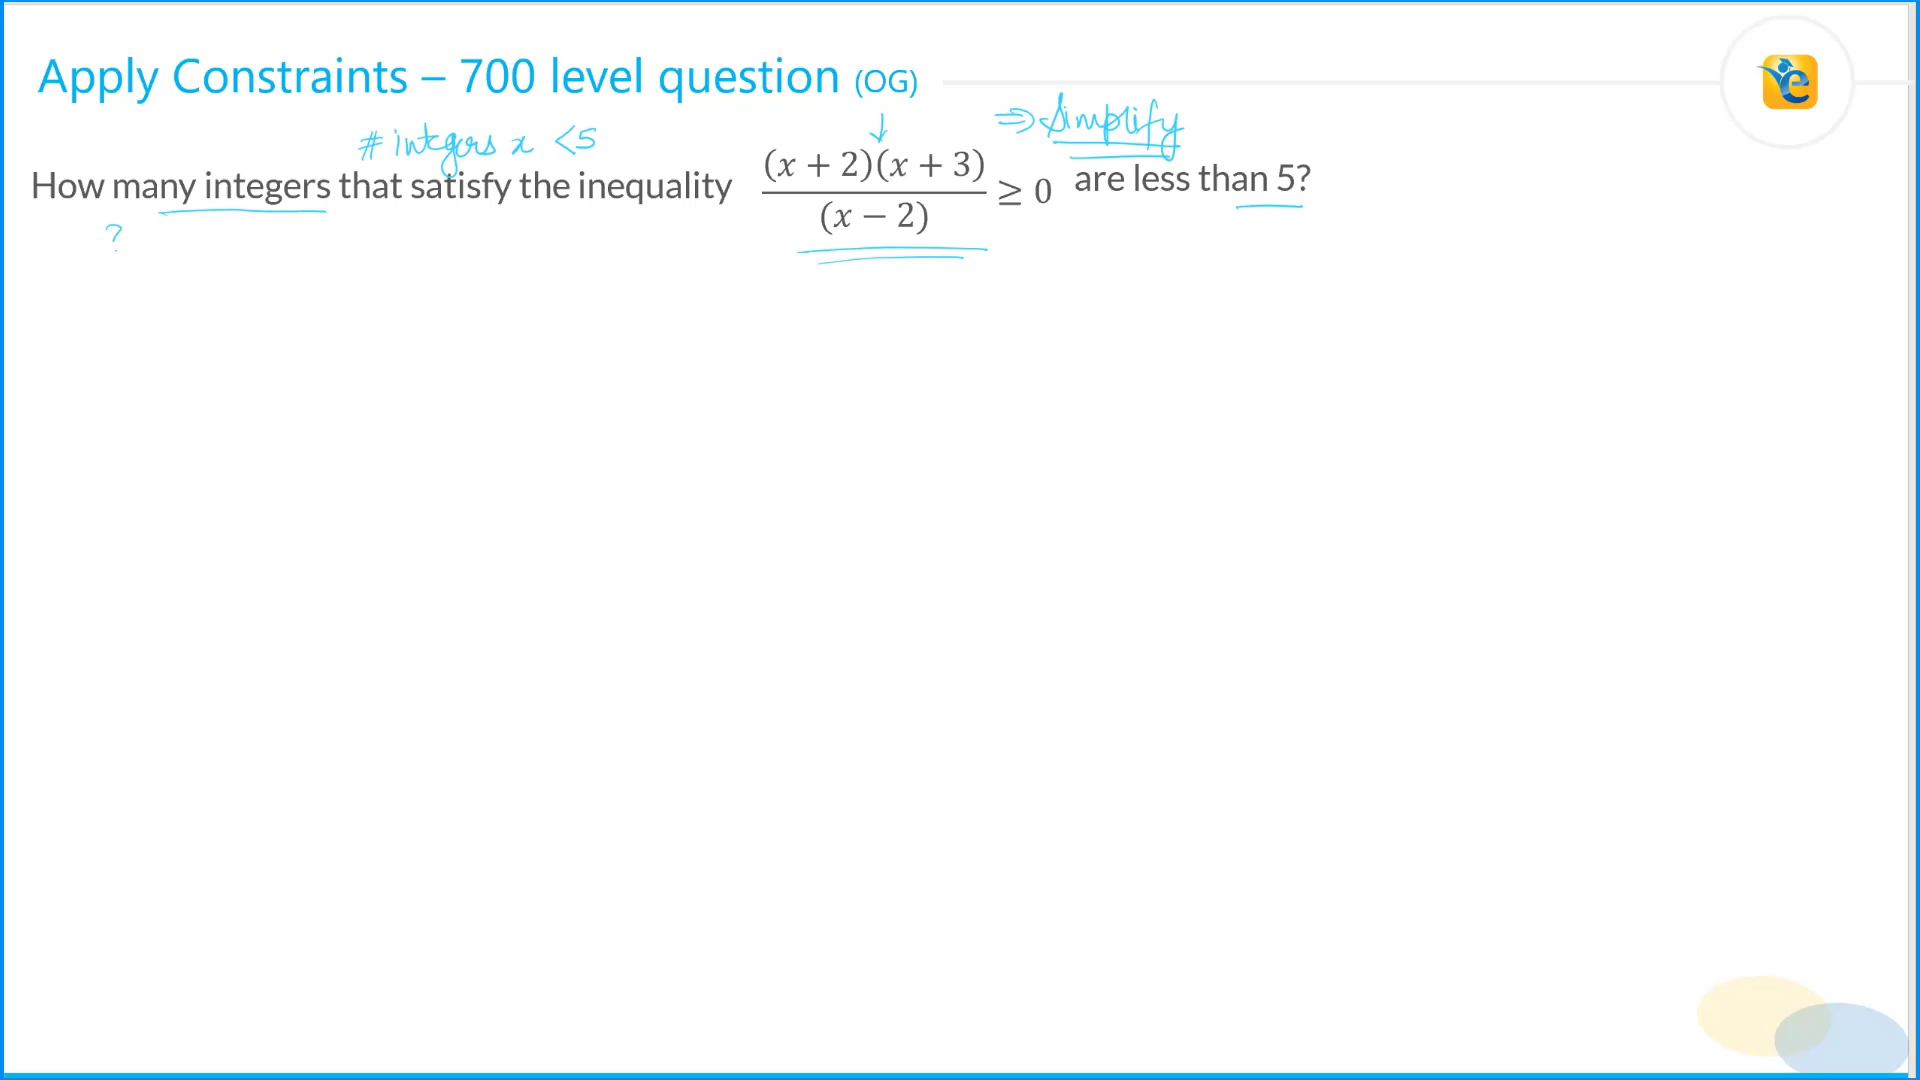 Apply Constraints – 700 level question (OG)
⇒ Simplify
# integers x <5
How many integers that satisfy the inequality (x + 2)(x + 3) / (x − 2) ≥ 0 are less than 5?
?
e